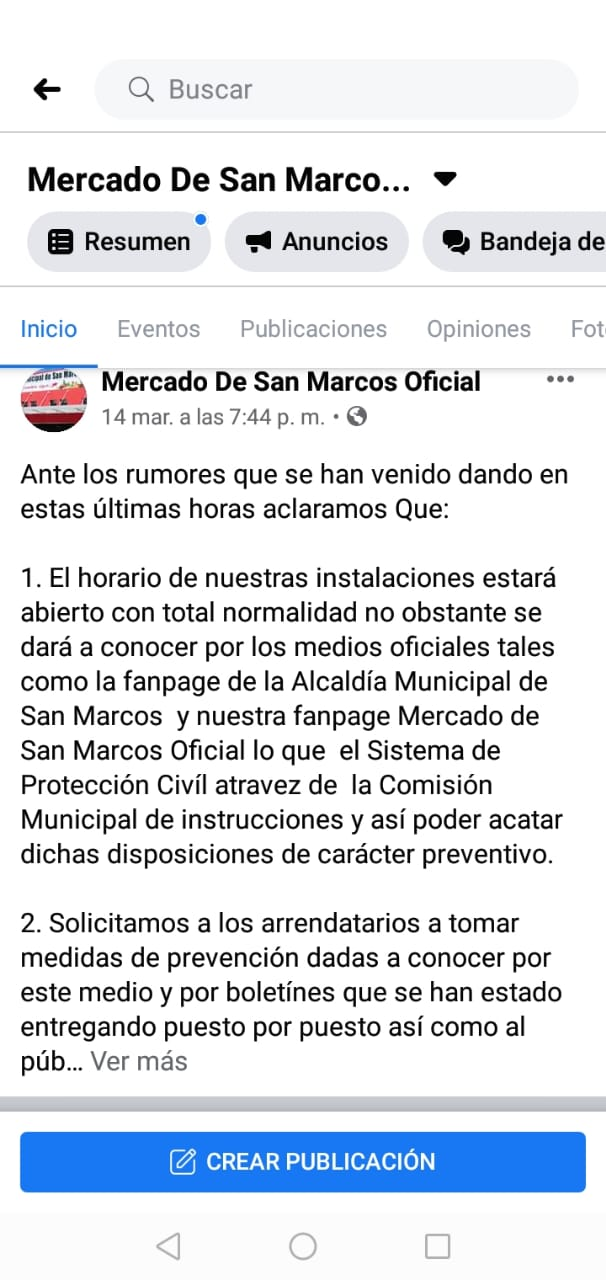 Buscar
Mercado De San Marco...
Resumen
Anuncios
Bandeja de
Inicio
Eventos
Publicaciones
Opiniones
Fot
Mercado De San Marcos Oficial
14 mar. a las 7:44 p. m. •
Ante los rumores que se han venido dando en
estas últimas horas aclaramos Que:
1. El horario de nuestras instalaciones estará
abierto con total normalidad no obstante se
dará a conocer por los medios oficiales tales
como la fanpage de la Alcaldía Municipal de
San Marcos  y nuestra fanpage Mercado de
San Marcos Oficial lo que  el Sistema de
Protección Civíl atravez de  la Comisión
Municipal de instrucciones y así poder acatar
dichas disposiciones de carácter preventivo.
2. Solicitamos a los arrendatarios a tomar
medidas de prevención dadas a conocer por
este medio y por boletínes que se han estado
entregando puesto por puesto así como al
púb... Ver más
CREAR PUBLICACIÓN